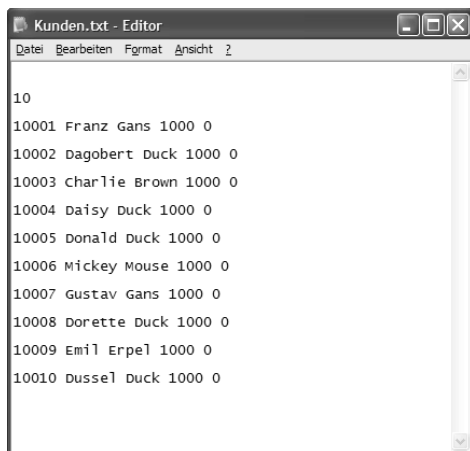 Kunden.txt - Editor
Datei Bearbeiten Format Ansicht ?
10
10001 Franz Gans 1000 0
10002 Dagobert Duck 1000 0
10003 Charlie Brown 1000 0
10004 Daisy Duck 1000 0
10005 Donald Duck 1000 0
10006 Mickey Mouse 1000 0
10007 Gustav Gans 1000 0
10008 Dorette Duck 1000 0
10009 Emil Erpel 1000 0
10010 Dussel Duck 1000 0